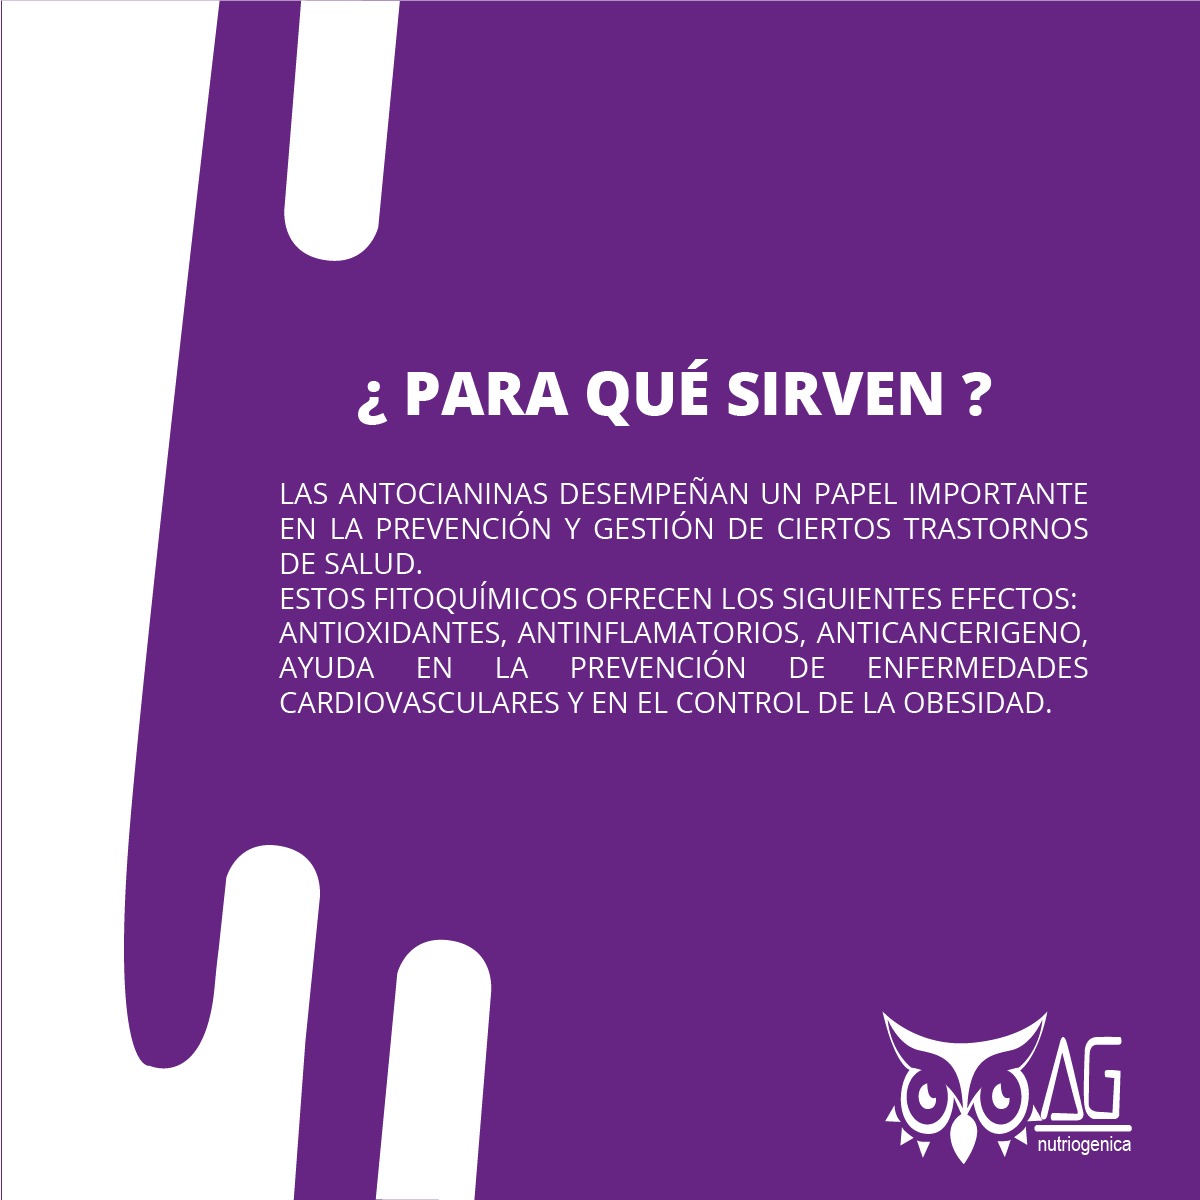 ¿ PARA QUÉ SIRVEN ?
LAS ANTOCIANINAS DESEMPEÑAN UN PAPEL IMPORTANTE
EN LA PREVENCIÓN Y GESTIÓN DE CIERTOS TRASTORNOS
DE SALUD.
ESTOS FITOQUÍMICOS OFRECEN LOS SIGUIENTES EFECTOS:
ANTIOXIDANTES, ANTINFLAMATORIOS, ANTICANCERIGENO,
AYUDA EN LA PREVENCIÓN DE ENFERMEDADES
CARDIOVASCULARES Y EN EL CONTROL DE LA OBESIDAD.
AG
nutriogenica